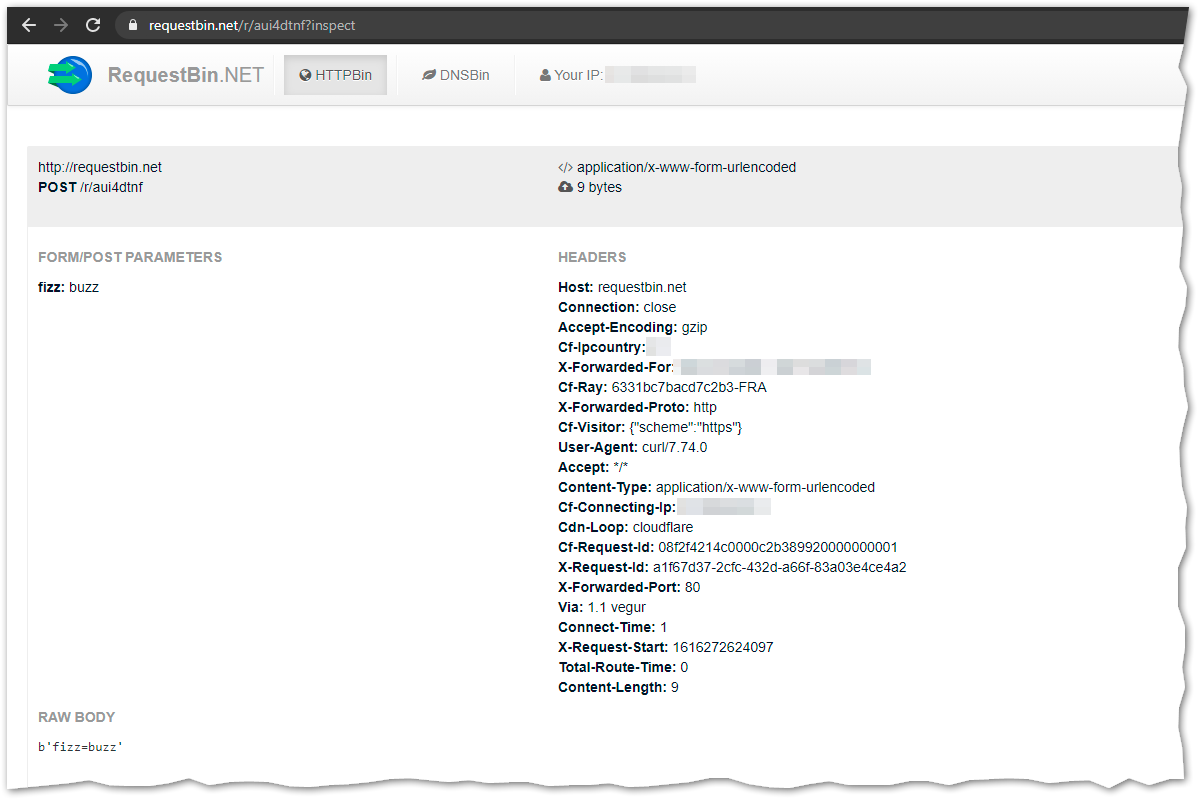 requestbin.net/r/aui4dtnf?inspect
RequestBin.NET
HTTPBin
DNSBin
Your IP:
http://requestbin.net
POST /r/aui4dtnf
</> application/x-www-form-urlencoded
9 bytes
FORM/POST PARAMETERS
fizz: buzz
HEADERS
Host: requestbin.net
Connection: close
Accept-Encoding: gzip
Cf-Ipcountry:
X-Forwarded-For:
Cf-Ray: 6331bc7bacd7c2b3-FRA
X-Forwarded-Proto: http
Cf-Visitor: {"scheme":"https"}
User-Agent: curl/7.74.0
Accept: */*
Content-Type: application/x-www-form-urlencoded
Cf-Connecting-Ip:
Cdn-Loop: cloudflare
Cf-Request-Id: 08f2f4214c0000c2b389920000000001
X-Request-Id: a1f67d37-2cfc-432d-a66f-83a03e4ce4a2
X-Forwarded-Port: 80
Via: 1.1 vegur
Connect-Time: 1
X-Request-Start: 1616272624097
Total-Route-Time: 0
Content-Length: 9
RAW BODY
b'fizz=buzz'